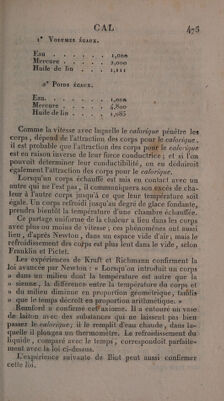 CAL 475
1° VOLUMES ÉGAUX.
Eau . . . . . . . 1,000
Mercure . . . . . . 2,000
Huile de lin . . . . . 1,111
2° POIDS ÉGAUX.
Eau . . . . . . . 1,000
Mercure . . . . . . 4,800
Huile de lin . . . . . 1,085
Comme la vitesse avec laquelle le calorique pénètre les
corps, dépend de l'attraction des corps pour le calorique,
il est probable que l'attraction des corps pour le calorique
est en raison inverse de leur force conductrice ; et si l'on
pouvoit déterminer leur conductibilité, on en déduiroit
également l'attraction des corps pour le calorique.
Lorsqu'un corps échauffé est mis en contact avec un
autre qui ne l'est pas, il communiquera son excès de cha-
leur à l'autre corps jusqu'à ce que leur température soit
égale. Un corps refroidi jusqu'au degré de glace fondante,
prendra bientôt la température d'une chambre échauffée.
Ce partage uniforme de la chaleur a lieu dans les corps
avec plus ou moins de vitesse ; ces phénomènes ont aussi
lieu, d'après Newton, dans un espace vide d'air ; mais le
refroidissement des corps est plus lent dans le vide, selon
Franklin et Pictet.
Les expériences de Kraft et Richmann confirment la
loi avancée par Newton : « Lorsqu'on introduit un corps
» dans un milieu dont la température est autre que la
» sienne, la différence entre la température du corps et
» du milieu diminue en proportion géométrique, tandis
» que le temps décroît en proportion arithmétique. »
Rumford a confirmé cet axiome. Il a entouré un vase
de laiton avec des substances qui ne laissent pas bien
passer le calorique ; il le remplit d'eau chaude, dans la-
quelle il plongea un thermomètre. Le refroidissement du
liquide, comparé avec le temps, correspondoit parfaite-
ment avec la loi ci-dessus.
L'expérience suivante de Biot peut aussi confirmer
cette loi.